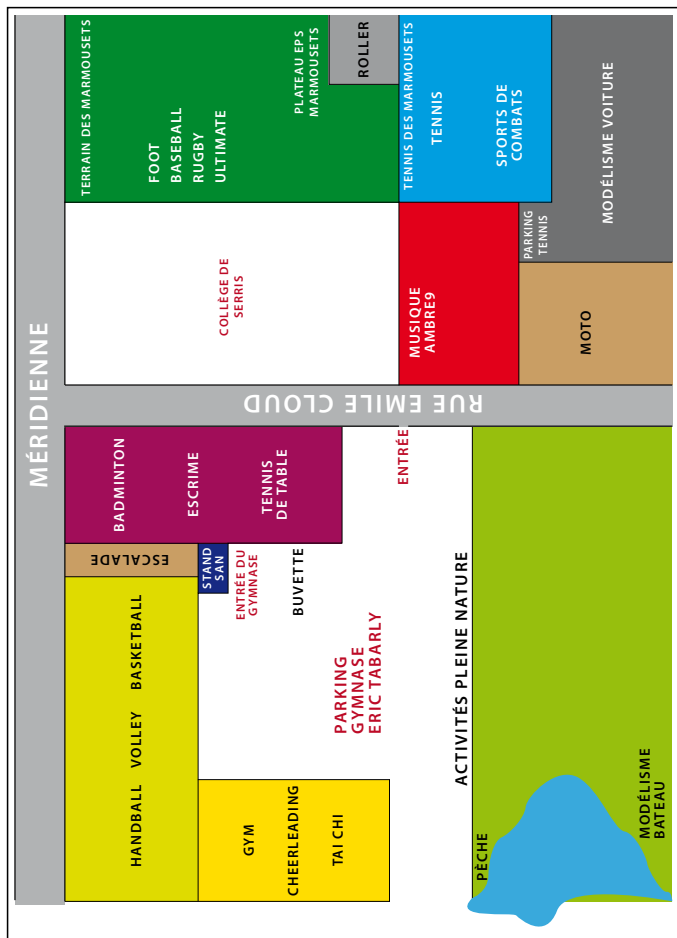 MÉRIDIENNE
HANDBALL
VOLLEY
BASKETBALL
ESCALADE
BADMINTON
ESCRIME
TENNIS
DE TABLE
STAND
SAN
ENTRÉE DU
GYMNASE
BUVETTE
GYM
CHEERLEADING
TAI CHI
PARKING
GYMNASE
ERIC TABARLY
ENTRÉE
ACTIVITÉS PLEINE NATURE
PÈCHE
MODÉLISME
BATEAU
RUE EMILE CLOUD
COLLÈGE DE
SERRIS
TERRAIN DES MARMOUSETS
FOOT
BASEBALL
RUGBY
ULTIMATE
PLATEAU EPS
MARMOUSETS
ROLLER
MUSIQUE
AMBRE9
TENNIS DES MARMOUSETS
TENNIS
SPORTS DE
COMBATS
PARKING
TENNIS
MOTO
MODÉLISME VOITURE